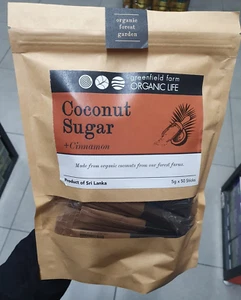 organic
forest
garden
greenfield farm
ORGANIC LIFE
Coconut
Sugar
+Cinnamon
Made from organic coconuts from our forest farms.
Product of Sri Lanka
5g x 50 Sticks